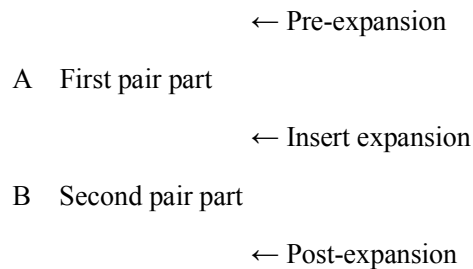 ← Pre-expansion
A First pair part
← Insert expansion
B Second pair part
← Post-expansion